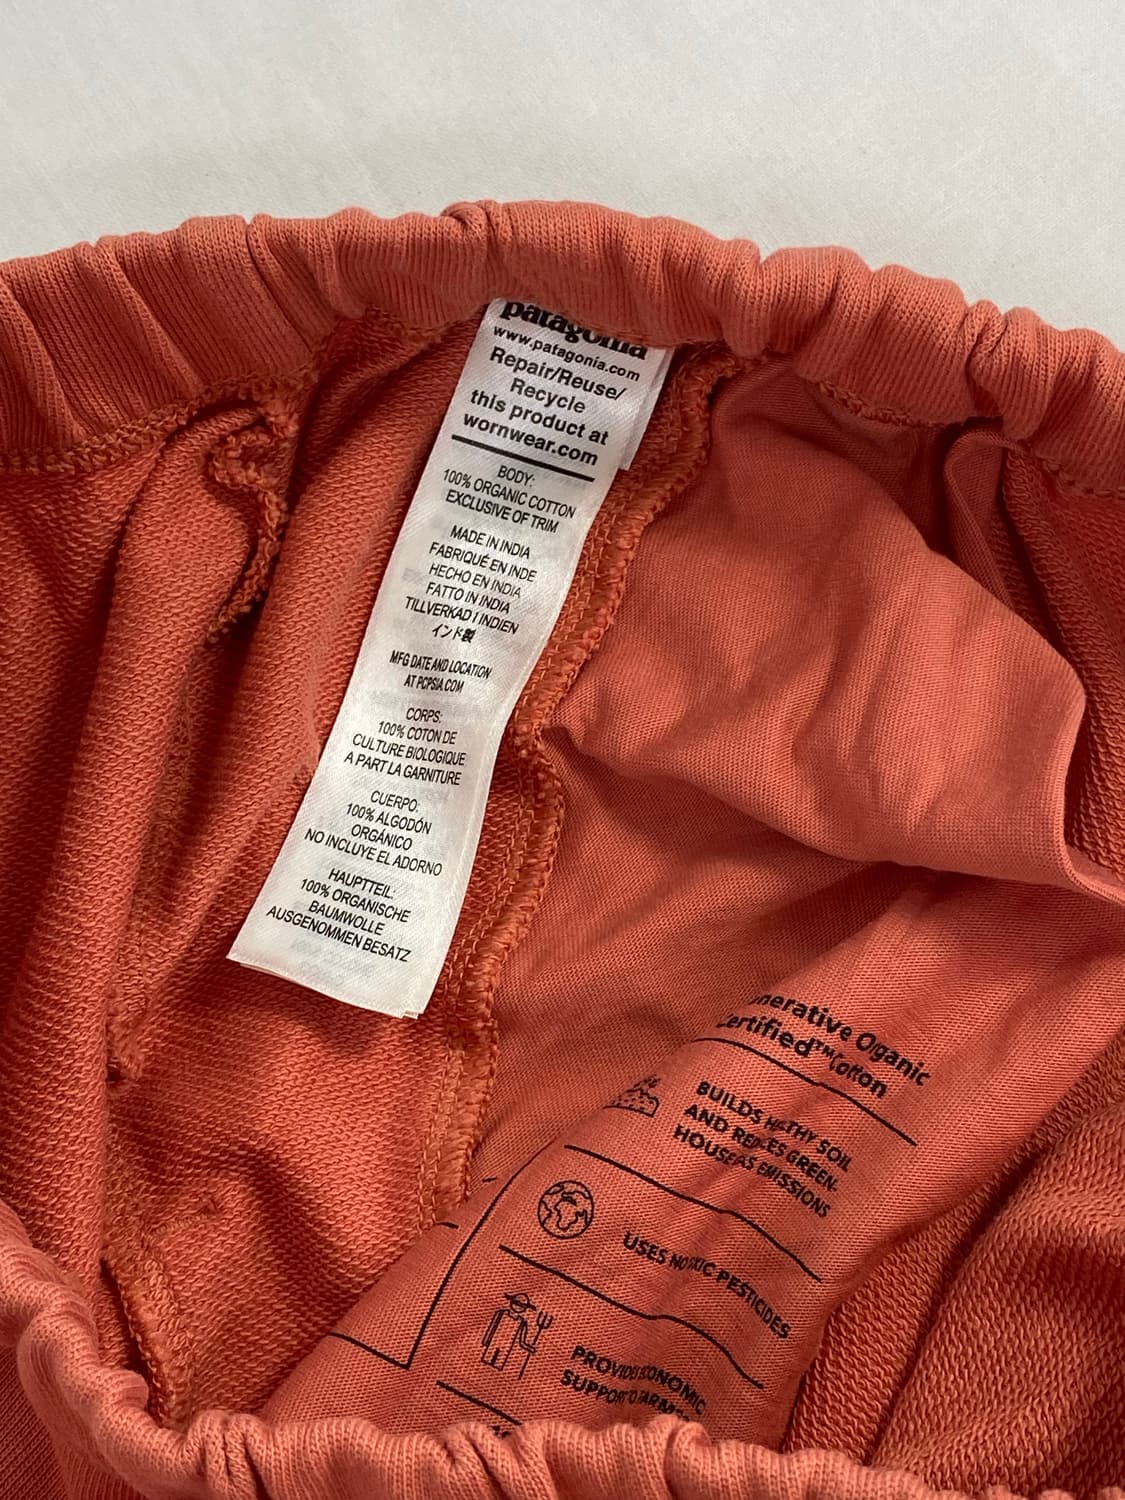 patagonia
www.patagonia.com
Repair/Reuse/
Recycle
this product at
wornwear.com
BODY:
100% ORGANIC COTTON
EXCLUSIVE OF TRIM
MADE IN INDIA
FABRIQUÉ EN INDE
HECHO EN INDIA
FATTO IN INDIA
TILLVERKAD I INDIEN
インド製
MFG DATE AND LOCATION
AT PCPSIA.COM
CORPS:
100% COTON DE
CULTURE BIOLOGIQUE
A PART LA GARNITURE
CUERPO:
100% ALGODÓN
ORGÁNICO
NO INCLUYE EL ADORNO
HAUPTTEIL:
100% ORGANISCHE
BAUMWOLLE
AUSGENOMMEN BESATZ
Organic
Certified™ Cotton
BUILDS SOIL
AND GREEN-
EMISSIONS
USES PESTICIDES
PROVIDES ECONOMIC
SUPPORT TO